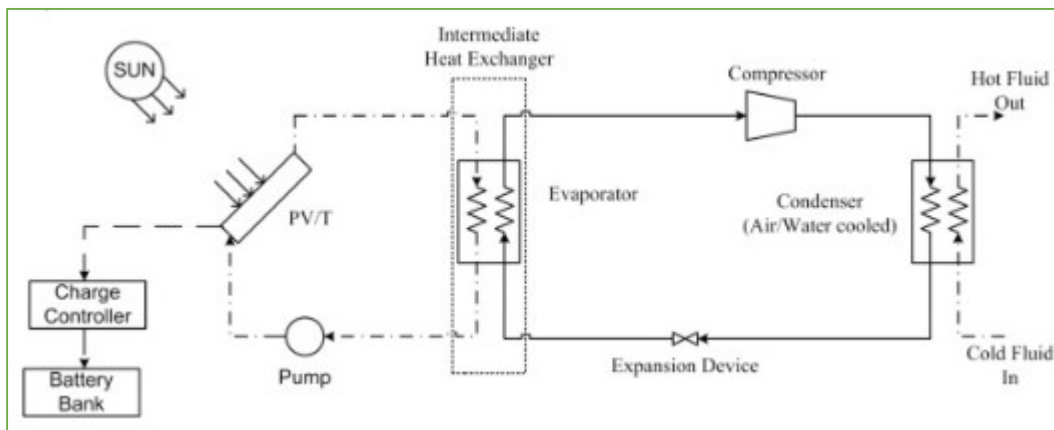 Intermediate
Heat Exchanger
SUN
Compressor
Hot Fluid
Out
PV/T
Evaporator
Condenser
(Air/Water cooled)
Charge
Controller
Pump
Expansion Device
Cold Fluid
In
Battery
Bank